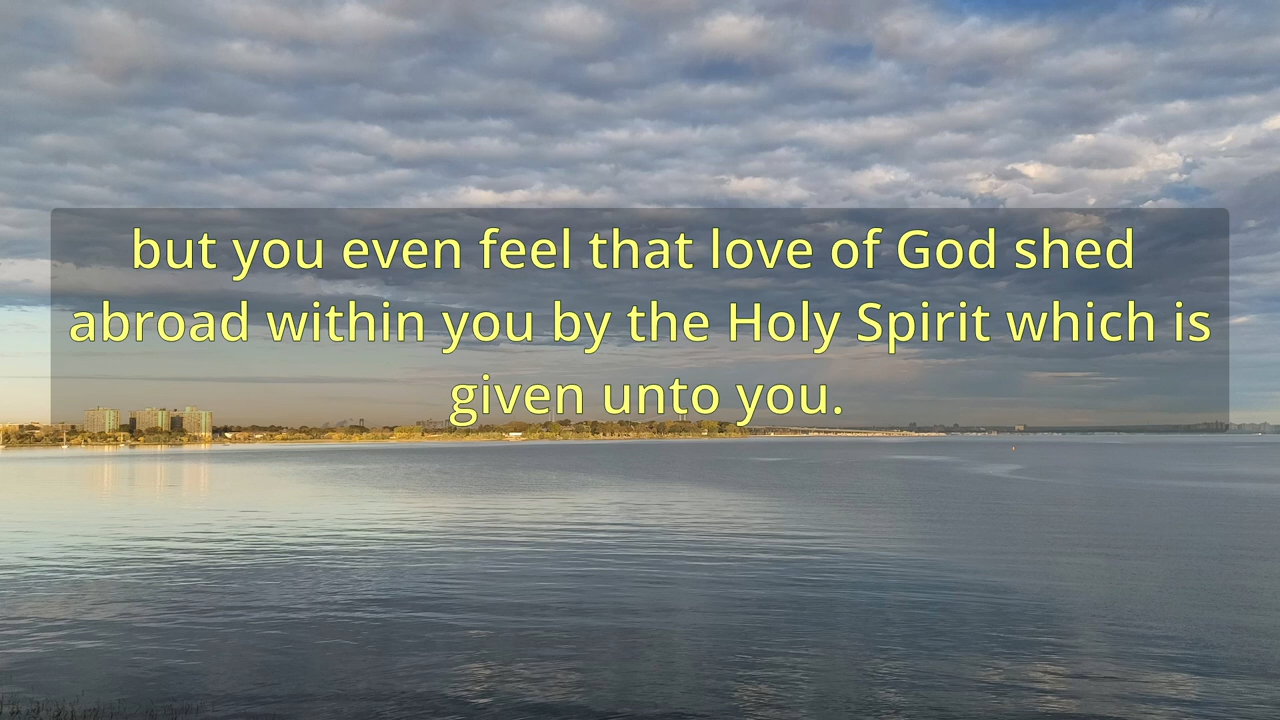 but you even feel that love of God shed
abroad within you by the Holy Spirit which is
given unto you.